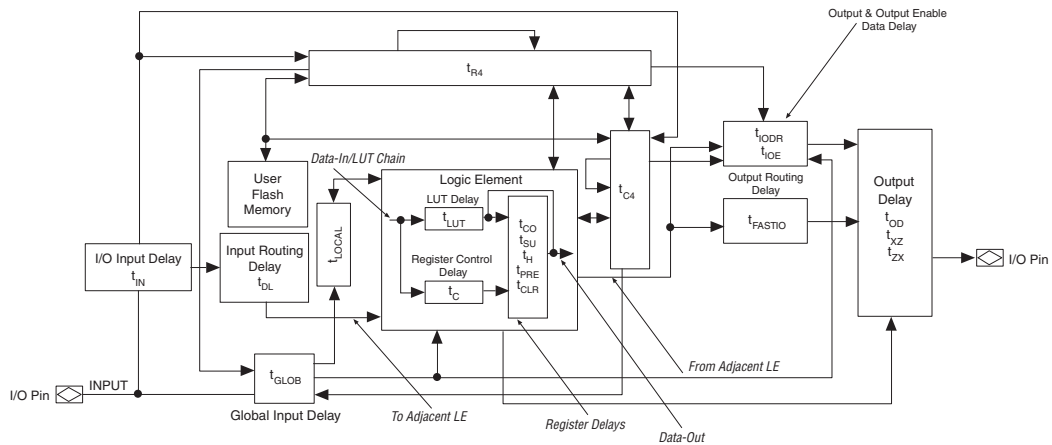 Output & Output Enable
Data Delay
tR4
tIODR
tIOE
Data-In/LUT Chain
User
Flash
Memory
Logic Element
LUT Delay
tLUT
tC4
Output Routing
Delay
tFASTIO
Output
Delay
tOD
tXZ
tZX
I/O Pin
tLOCAL
tCO
tSU
tH
tPRE
tCLR
I/O Input Delay
tIN
Input Routing
Delay
tDL
Register Control
Delay
tC
From Adjacent LE
I/O Pin
INPUT
tGLOB
Global Input Delay
To Adjacent LE
Register Delays
Data-Out